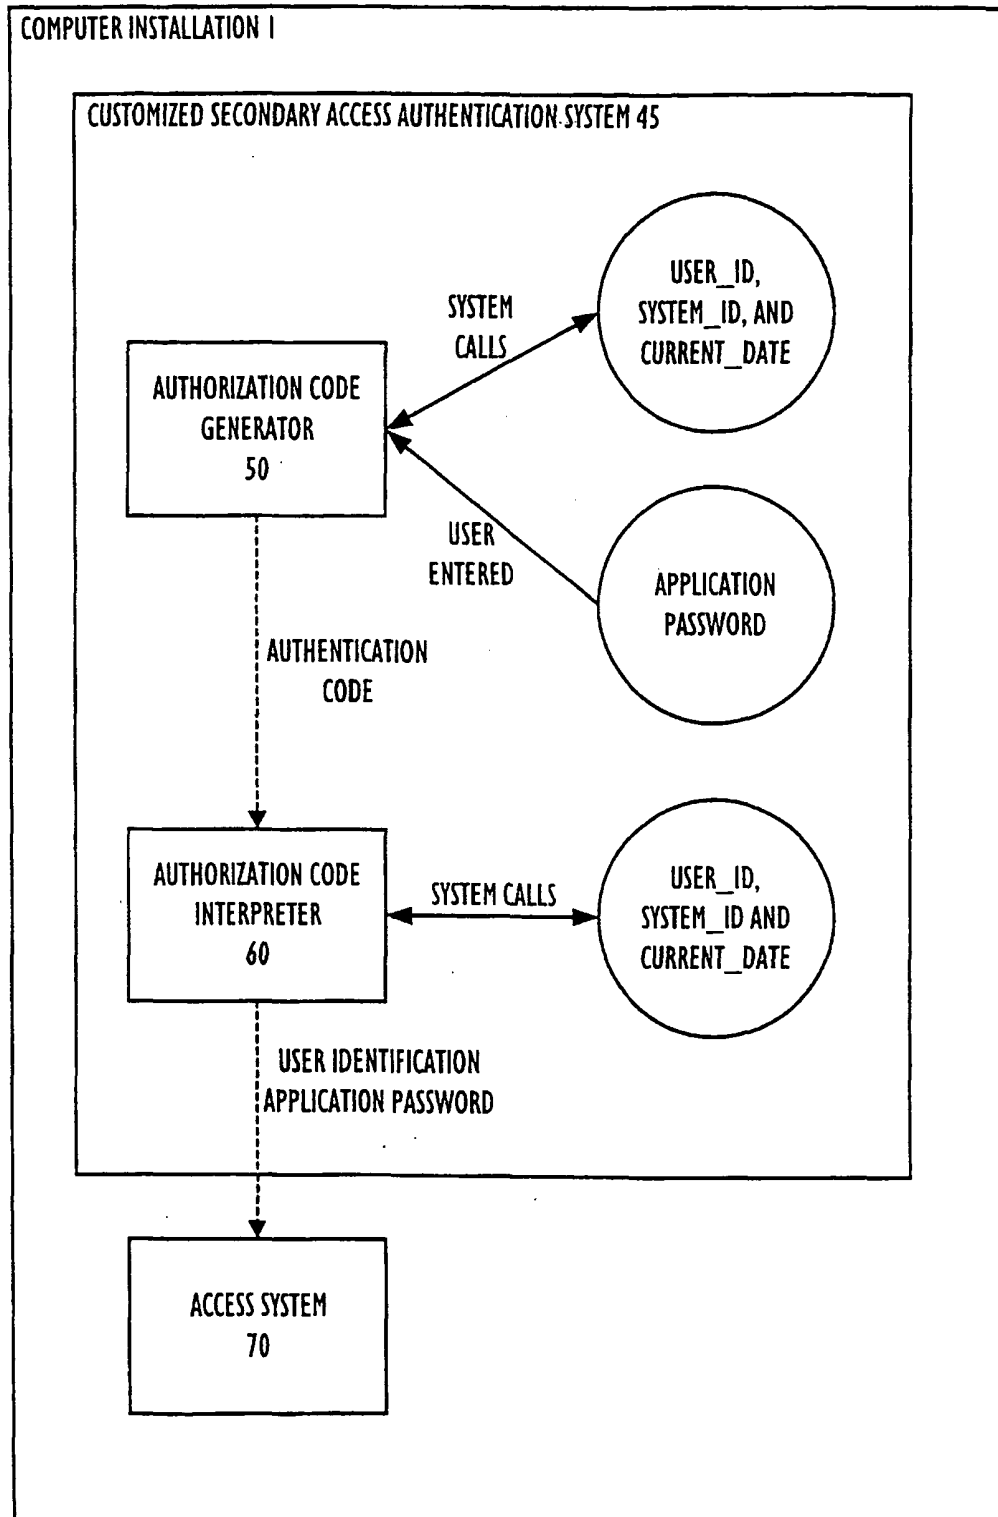 COMPUTER INSTALLATION 1
CUSTOMIZED SECONDARY ACCESS AUTHENTICATION SYSTEM 45
USER_ID,
SYSTEM_ID, AND
CURRENT_DATE
SYSTEM
CALLS
AUTHORIZATION CODE
GENERATOR
50
USER
ENTERED
APPLICATION
PASSWORD
AUTHENTICATION
CODE
AUTHORIZATION CODE
INTERPRETER
60
SYSTEM CALLS
USER_ID,
SYSTEM_ID AND
CURRENT_DATE
USER IDENTIFICATION
APPLICATION PASSWORD
ACCESS SYSTEM
70